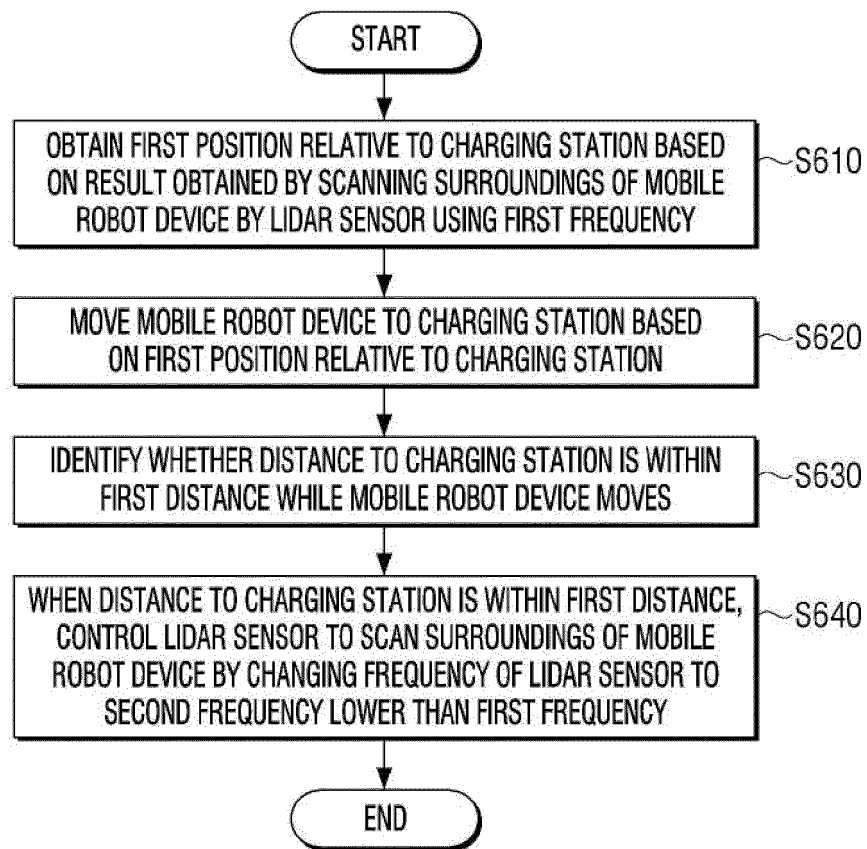 START
OBTAIN FIRST POSITION RELATIVE TO CHARGING STATION BASED
ON RESULT OBTAINED BY SCANNING SURROUNDINGS OF MOBILE
ROBOT DEVICE BY LIDAR SENSOR USING FIRST FREQUENCY
S610
MOVE MOBILE ROBOT DEVICE TO CHARGING STATION BASED
ON FIRST POSITION RELATIVE TO CHARGING STATION
S620
IDENTIFY WHETHER DISTANCE TO CHARGING STATION IS WITHIN
FIRST DISTANCE WHILE MOBILE ROBOT DEVICE MOVES
S630
WHEN DISTANCE TO CHARGING STATION IS WITHIN FIRST DISTANCE,
CONTROL LIDAR SENSOR TO SCAN SURROUNDINGS OF MOBILE
ROBOT DEVICE BY CHANGING FREQUENCY OF LIDAR SENSOR TO
SECOND FREQUENCY LOWER THAN FIRST FREQUENCY
S640
END